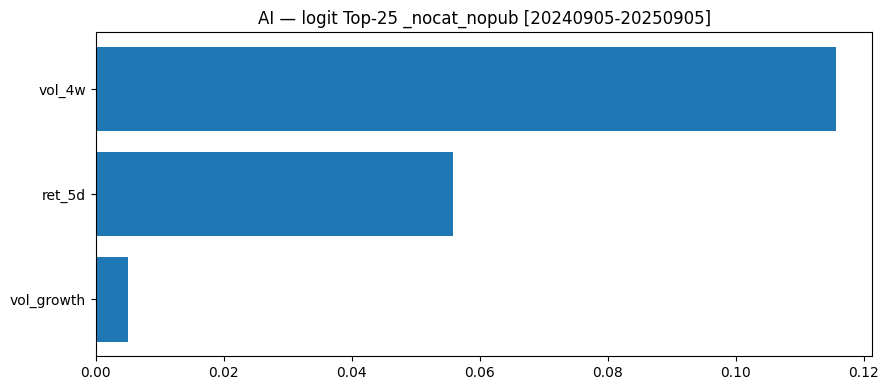 AI — logit Top-25 _nocat_nopub [20240905-20250905]
vol_4w
ret_5d
vol_growth
0.00 0.02 0.04 0.06 0.08 0.10 0.12